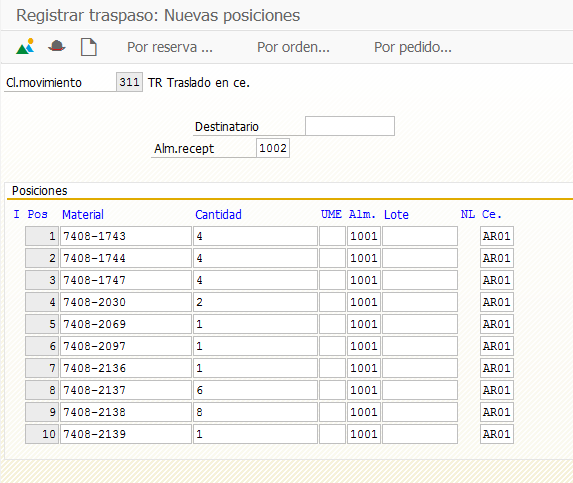 Registrar traspaso: Nuevas posiciones
Por reserva ... Por orden... Por pedido...
Cl.movimiento 311 TR Traslado en ce.
Destinatario
Alm.recept 1002
Posiciones
I Pos Material Cantidad UME Alm. Lote NL Ce.
1 7408-1743 4 1001 AR01
2 7408-1744 4 1001 AR01
3 7408-1747 4 1001 AR01
4 7408-2030 2 1001 AR01
5 7408-2069 1 1001 AR01
6 7408-2097 1 1001 AR01
7 7408-2136 1 1001 AR01
8 7408-2137 6 1001 AR01
9 7408-2138 8 1001 AR01
10 7408-2139 1 1001 AR01